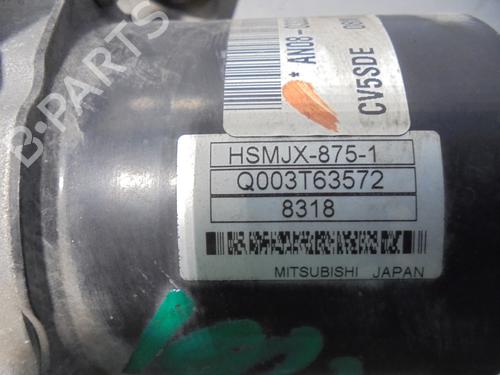 B-PARTS
* AN08-
CV5SDE
HSMJX-875-1
Q003T63572
8318
MITSUBISHI JAPAN